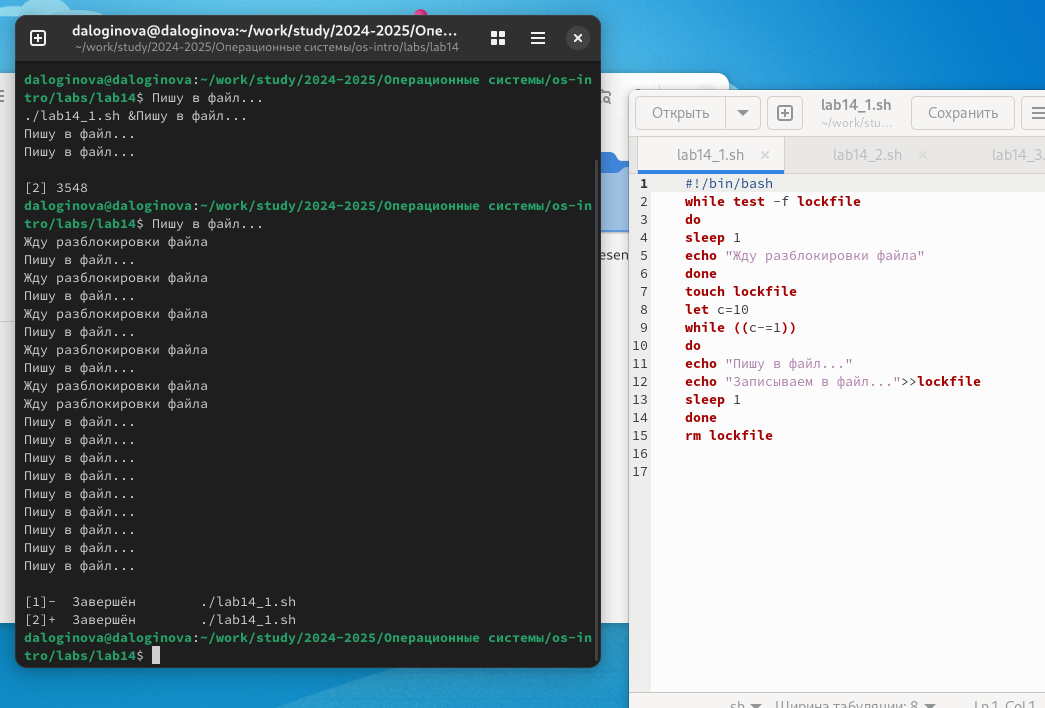 daloginova@daloginova:~/work/study/2024-2025/Опе...
~/work/study/2024-2025/Операционные системы/os-intro/labs/lab14
daloginova@daloginova:~/work/study/2024-2025/Операционные системы/os-in
tro/labs/lab14$ Пишу в файл...
./lab14_1.sh &Пишу в файл...
Пишу в файл...
Пишу в файл...
[2] 3548
daloginova@daloginova:~/work/study/2024-2025/Операционные системы/os-in
tro/labs/lab14$ Пишу в файл...
Жду разблокировки файла
Пишу в файл...
Жду разблокировки файла
Пишу в файл...
Жду разблокировки файла
Пишу в файл...
Жду разблокировки файла
Пишу в файл...
Жду разблокировки файла
Жду разблокировки файла
Пишу в файл...
Пишу в файл...
Пишу в файл...
Пишу в файл...
Пишу в файл...
Пишу в файл...
Пишу в файл...
Пишу в файл...
Пишу в файл...
[1]-  Завершён        ./lab14_1.sh
[2]+  Завершён        ./lab14_1.sh
daloginova@daloginova:~/work/study/2024-2025/Операционные системы/os-in
tro/labs/lab14$
esen
Открыть
lab14_1.sh
~/work/stu...
Сохранить
lab14_1.sh
lab14_2.sh
lab14_3.
1 #!/bin/bash
2 while test -f lockfile
3 do
4 sleep 1
5 echo "Жду разблокировки файла"
6 done
7 touch lockfile
8 let c=10
9 while ((c-=1))
10 do
11 echo "Пишу в файл..."
12 echo "Записываем в файл...">>lockfile
13 sleep 1
14 done
15 rm lockfile
16
17
sh
Ширина табуляции: 8
Ln 1, Col 1